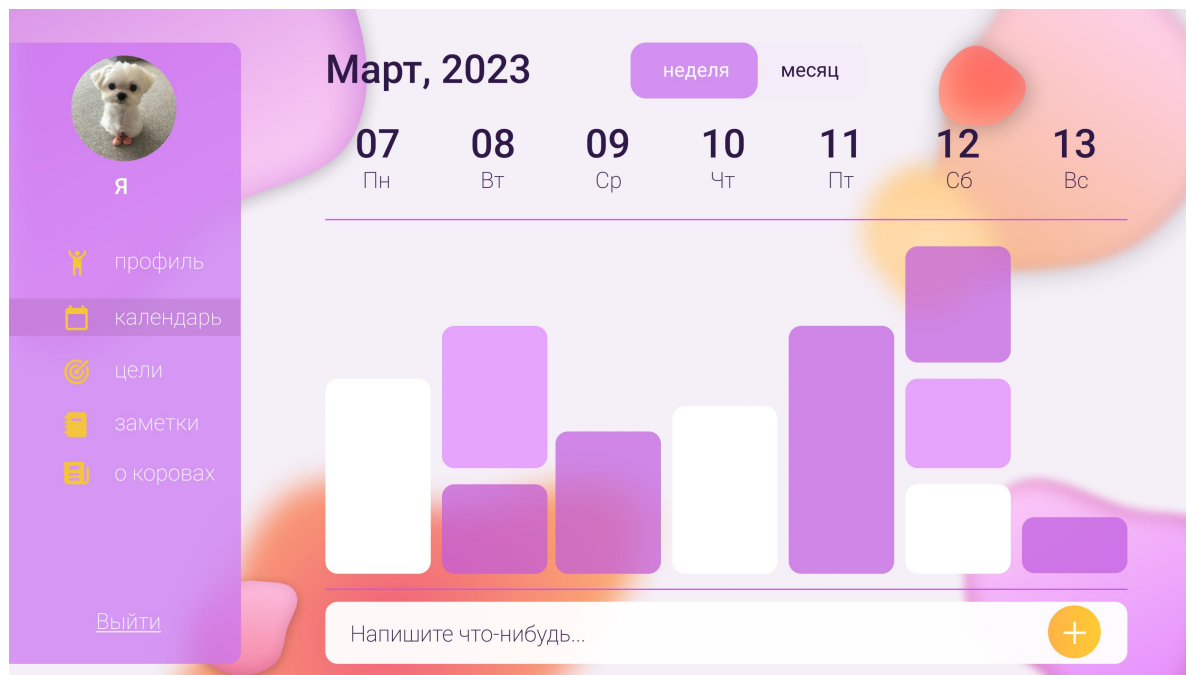 я
профиль
календарь
цели
заметки
о коровах
Выйти
Март, 2023
неделя месяц
07 08 09 10 11 12 13
Пн Вт Ср Чт Пт Сб Вс
Напишите что-нибудь...